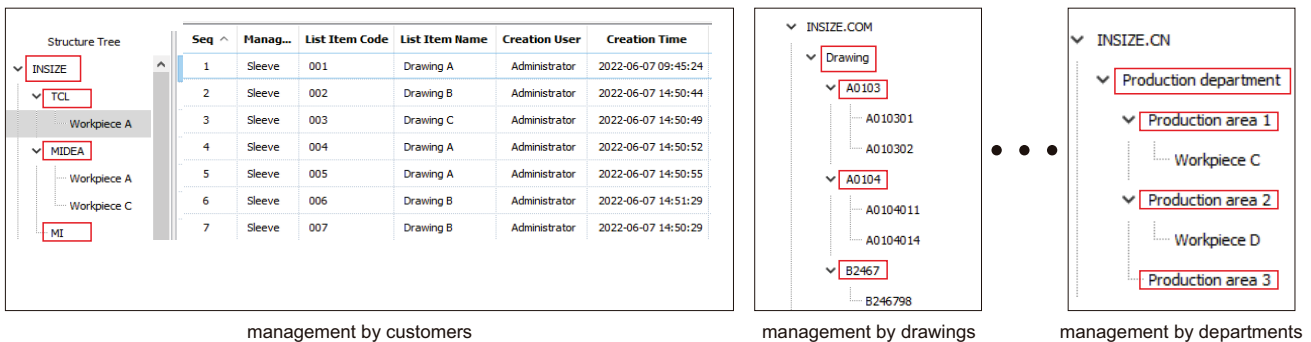 Structure Tree
INSIZE
TCL
Workpiece A
MIDEA
Workpiece A
Workpiece C
MI
Seq Manag... List Item Code List Item Name Creation User Creation Time
1 Sleeve 001 Drawing A Administrator 2022-06-07 09:45:24
2 Sleeve 002 Drawing B Administrator 2022-06-07 14:50:44
3 Sleeve 003 Drawing C Administrator 2022-06-07 14:50:49
4 Sleeve 004 Drawing A Administrator 2022-06-07 14:50:52
5 Sleeve 005 Drawing A Administrator 2022-06-07 14:50:55
6 Sleeve 006 Drawing B Administrator 2022-06-07 14:51:29
7 Sleeve 007 Drawing B Administrator 2022-06-07 14:50:29
management by customers
INSIZE.COM
Drawing
A0103
A010301
A010302
A0104
A0104011
A0104014
B2467
B246798
management by drawings
INSIZE.CN
Production department
Production area 1
Workpiece C
Production area 2
Workpiece D
Production area 3
management by departments